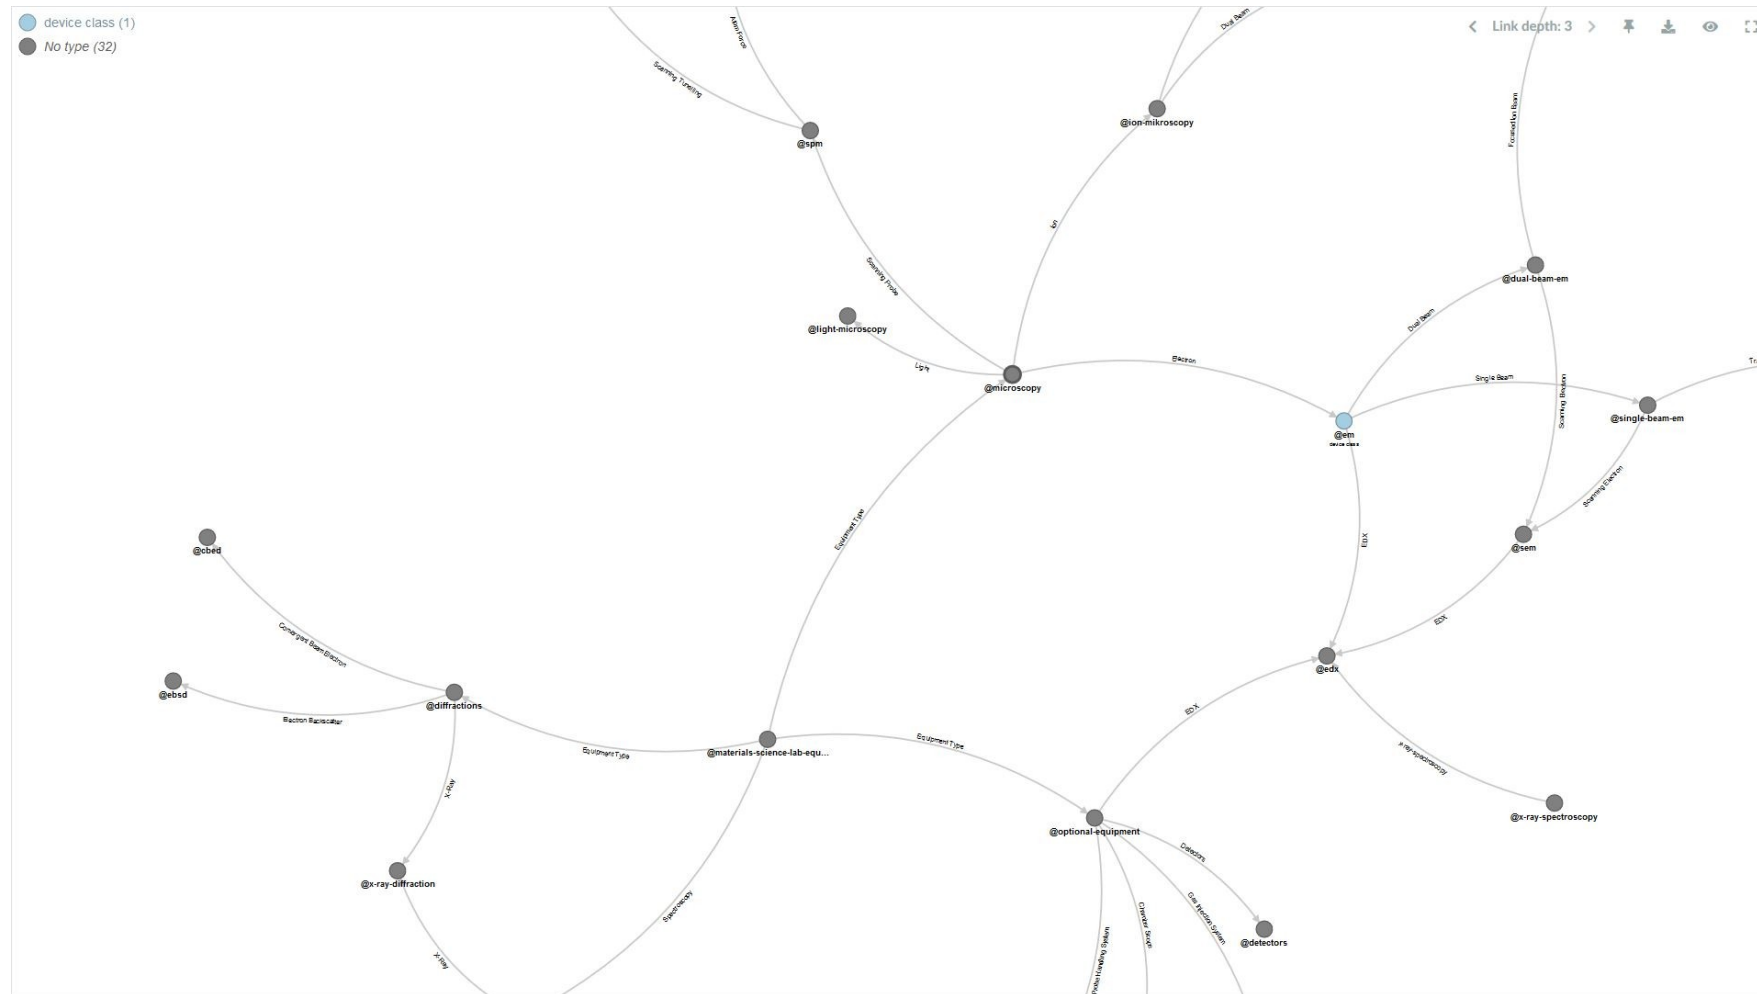 device class (1)
No type (32)
Link depth: 3
Atom Force
Scanning Tunelling
Dual Beam
@spm
@ion-mikroscopy
Focused Ion Beam
Ion
Scanning Probe
@dual-beam-em
@light-microscopy
Dual Beam
Light
@microscopy
Electron
Single Beam
Tr
@single-beam-em
Scanning Electron
@em
device class
Scanning Electron
Equipment Type
EDX
@sem
@cbed
EDX
Convergent Beam Electron
@edx
@ebsd
Electron Backscatter
@diffractions
EDX
Equipment Type
@materials-science-lab-equ...
Equipment Type
x-ray-spectroscopy
X-Ray
@optional-equipment
@x-ray-spectroscopy
Detectors
@x-ray-diffraction
Spectroscopy
Gas Injection System
Chamber Scope
@detectors
X-Ray
Probe Handling System